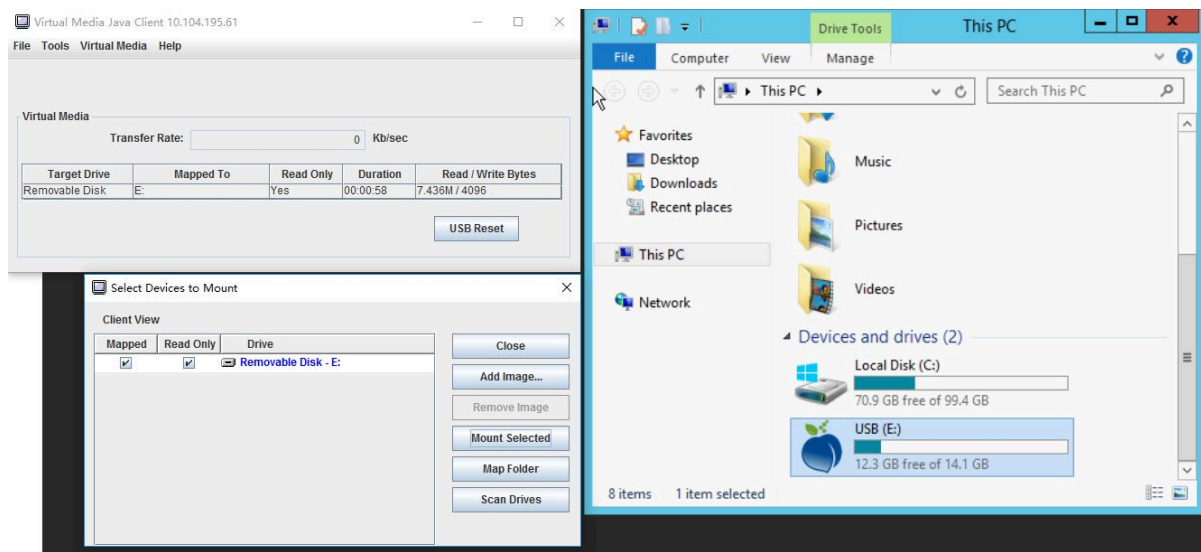 Virtual Media Java Client 10.104.195.61
File Tools Virtual Media Help
Virtual Media
Transfer Rate: 0 Kb/sec
Target Drive Mapped To Read Only Duration Read / Write Bytes
Removable Disk E: Yes 00:00:58 7.436M / 4096
USB Reset
Select Devices to Mount
Client View
Mapped Read Only Drive
Removable Disk - E:
Close
Add Image...
Remove Image
Mount Selected
Map Folder
Scan Drives
Drive Tools This PC
File Computer View Manage
This PC Search This PC
Favorites
Desktop
Downloads
Recent places
This PC
Network
Music
Pictures
Videos
Devices and drives (2)
Local Disk (C:)
70.9 GB free of 99.4 GB
USB (E:)
12.3 GB free of 14.1 GB
8 items 1 item selected